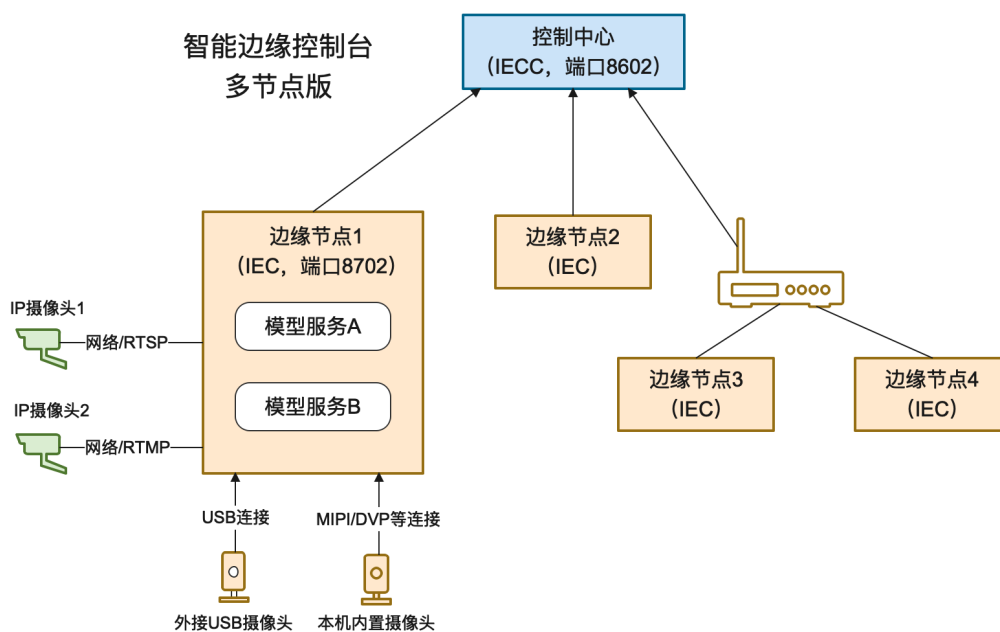 智能边缘控制台
多节点版
控制中心
（IECC，端口8602）
边缘节点1
（IEC，端口8702）
模型服务A
模型服务B
边缘节点2
（IEC）
边缘节点3
（IEC）
边缘节点4
（IEC）
IP摄像头1
网络/RTSP
IP摄像头2
网络/RTMP
USB连接
MIPI/DVP等连接
外接USB摄像头
本机内置摄像头